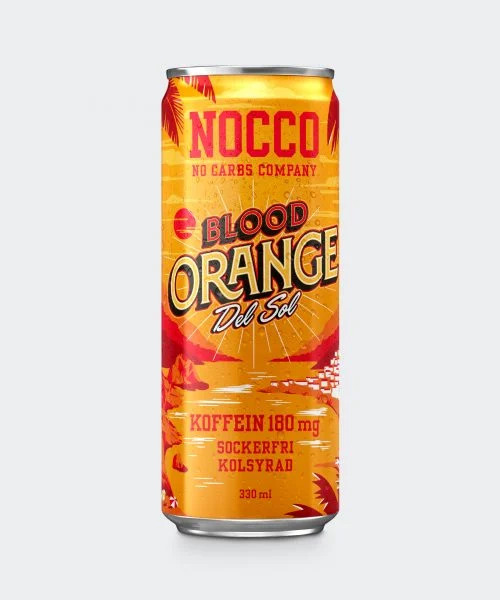 NOCCO
NO CARBS COMPANY
BLOOD
ORANGE
Del Sol
KOFFEIN 180 mg
SOCKERFRI
KOLSYRAD
330 ml